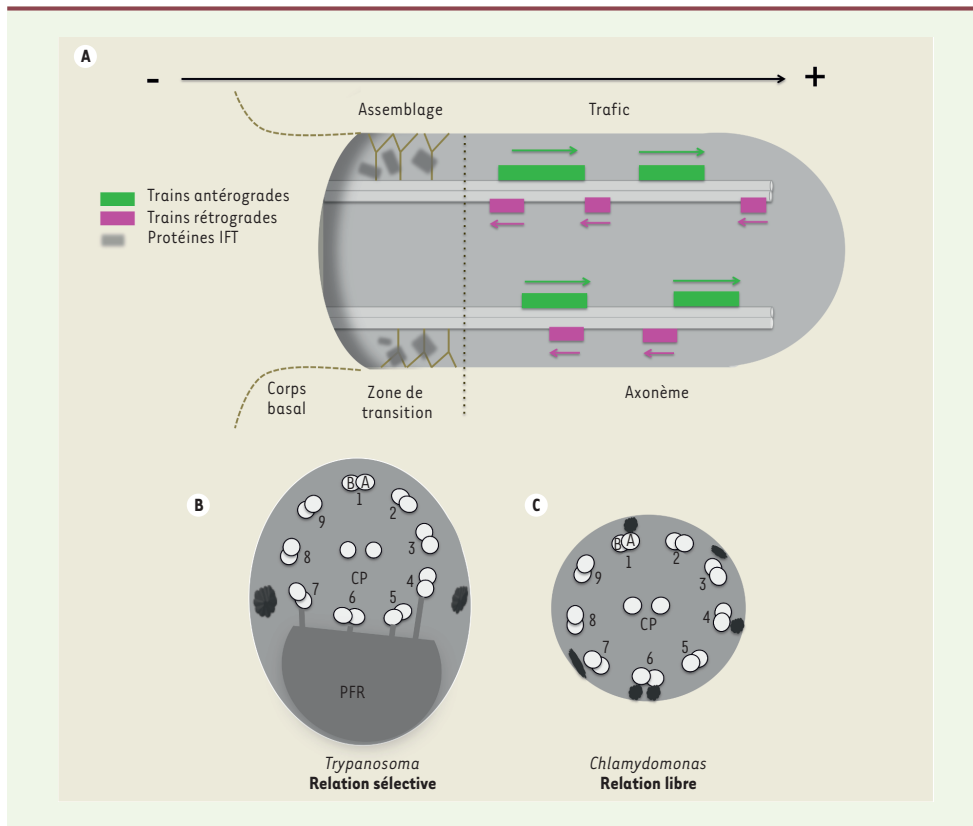 A
- +
Assemblage Trafic
Trains antérogrades
Trains rétrogrades
Protéines IFT
Corps
basal
Zone de
transition
Axonème
B
B A
1
2
3
4
5
6
7
8
9
CP
PFR
Trypanosoma
Relation sélective
C
B A
1
2
3
4
5
6
7
8
9
CP
Chlamydomonas
Relation libre